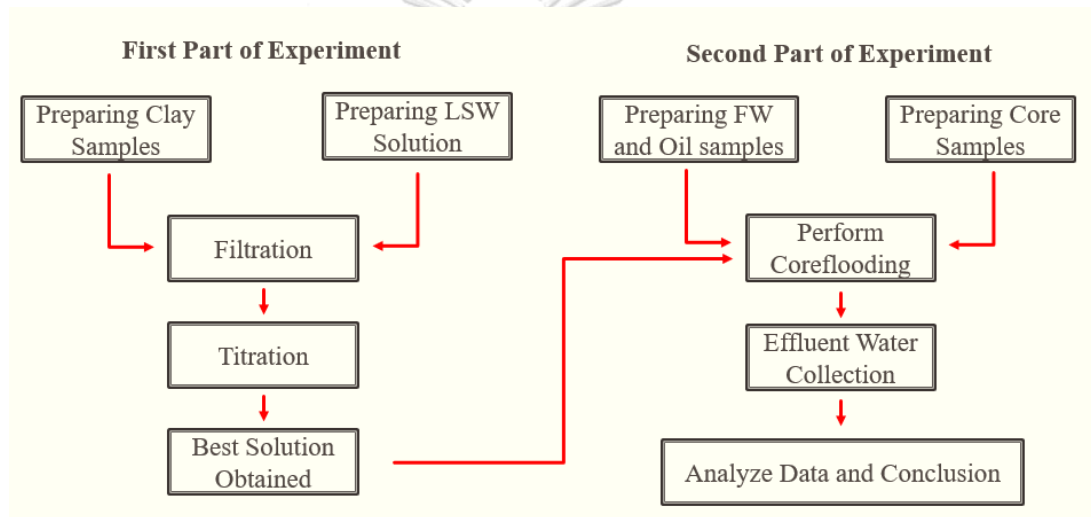 First Part of Experiment
Preparing Clay
Samples
Preparing LSW
Solution
Filtration
Titration
Best Solution
Obtained
Second Part of Experiment
Preparing FW
and Oil samples
Preparing Core
Samples
Perform
Coreflooding
Effluent Water
Collection
Analyze Data and Conclusion